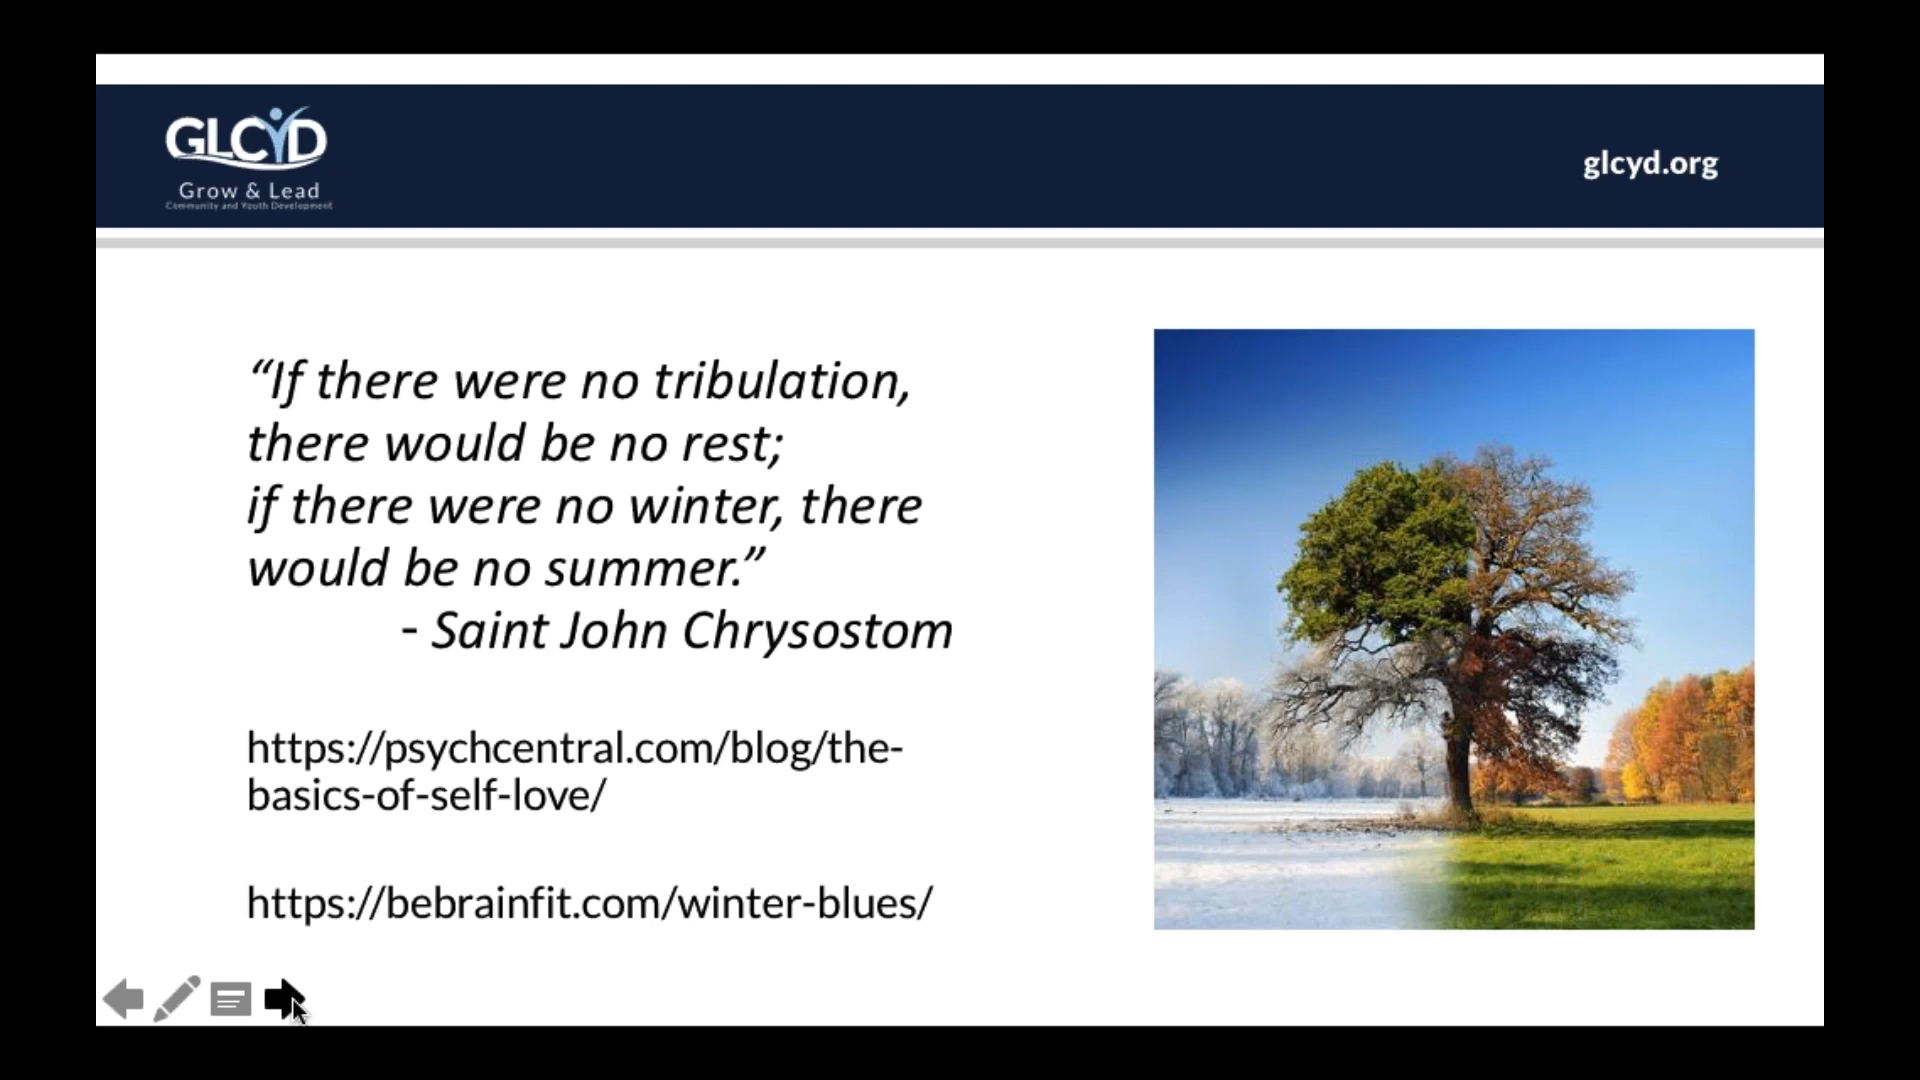 GLCYD
Grow & Lead
Community and Youth Development
glcyd.org
“If there were no tribulation,
there would be no rest;
if there were no winter, there
would be no summer.”
- Saint John Chrysostom
https://psychcentral.com/blog/the-
basics-of-self-love/
https://bebrainfit.com/winter-blues/